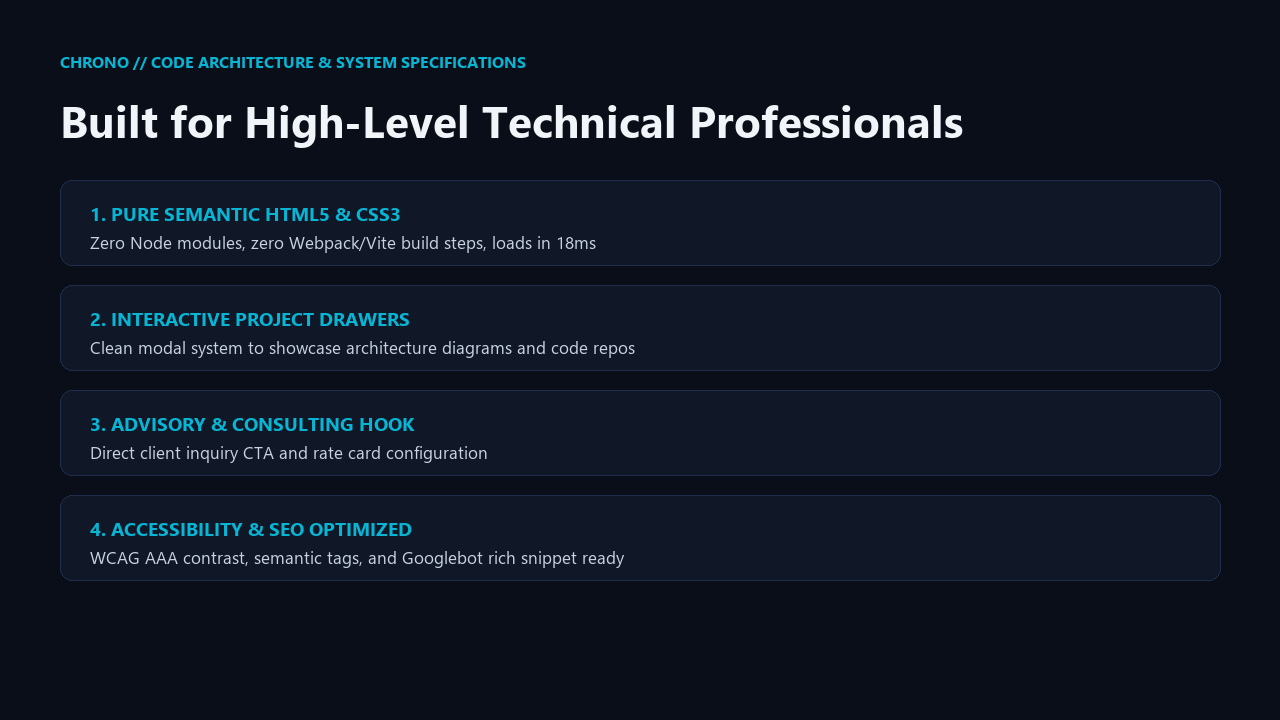 CHRONO // CODE ARCHITECTURE & SYSTEM SPECIFICATIONS
Built for High-Level Technical Professionals
1. PURE SEMANTIC HTML5 & CSS3
Zero Node modules, zero Webpack/Vite build steps, loads in 18ms
2. INTERACTIVE PROJECT DRAWERS
Clean modal system to showcase architecture diagrams and code repos
3. ADVISORY & CONSULTING HOOK
Direct client inquiry CTA and rate card configuration
4. ACCESSIBILITY & SEO OPTIMIZED
WCAG AAA contrast, semantic tags, and Googlebot rich snippet ready